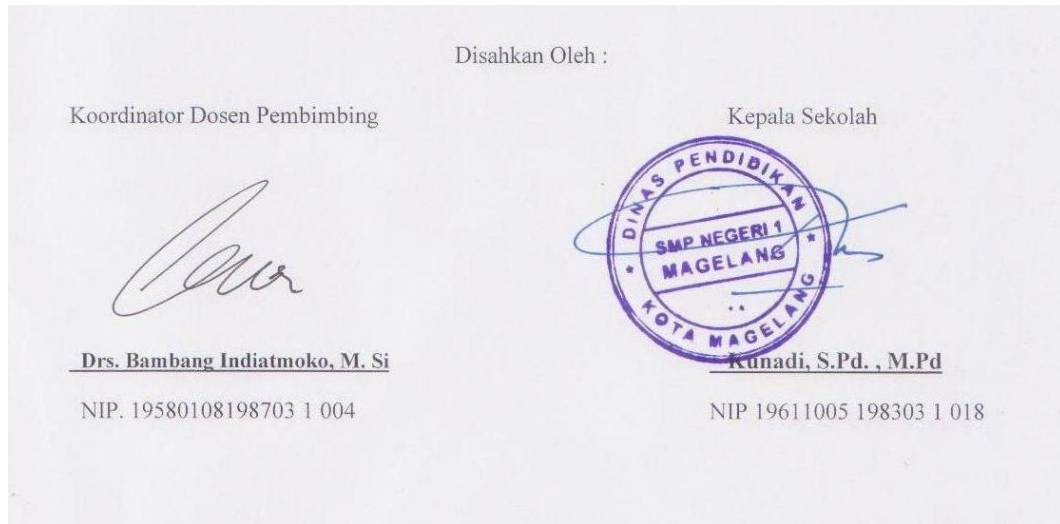 Disahkan Oleh :
Koordinator Dosen Pembimbing
Kepala Sekolah
DINAS PENDIDIKAN
SMP NEGERI 1
MAGELANG
KOTA MAGELANG
Drs. Bambang Indiatmoko, M. Si
Kunadi, S.Pd. , M.Pd
NIP. 19580108198703 1 004
NIP 19611005 198303 1 018